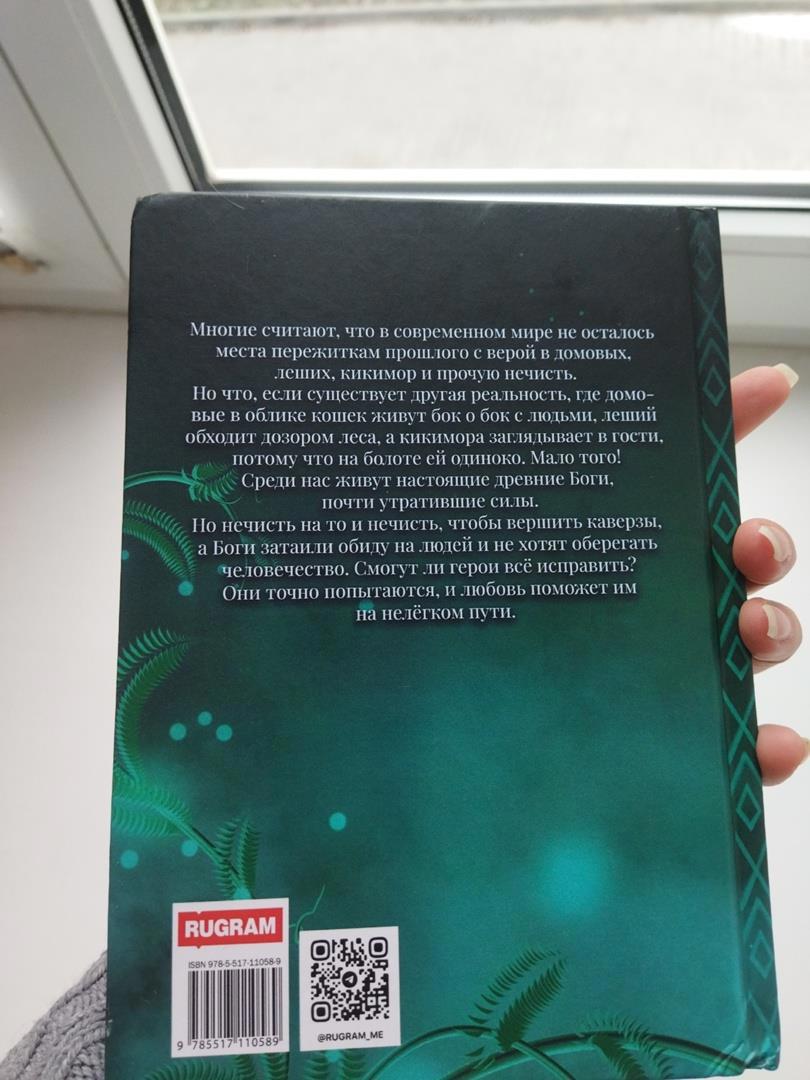 Многие считают, что в современном мире не осталось
места пережиткам прошлого с верой в домовых,
леших, кикимор и прочую нечисть.
Но что, если существует другая реальность, где домо-
вые в облике кошек живут бок о бок с людьми, леший
обходит дозором леса, а кикимора заглядывает в гости,
потому что на болоте ей одиноко. Мало того!
Среди нас живут настоящие древние Боги,
почти утратившие силы.
Но нечисть на то и нечисть, чтобы вершить каверзы,
а Боги затаили обиду на людей и не хотят оберегать
человечество. Смогут ли герои всё исправить?
Они точно попытаются, и любовь поможет им
на нелёгком пути.
RUGRAM
ISBN 978-5-517-11058-9
9 785517 110589
@RUGRAM_ME